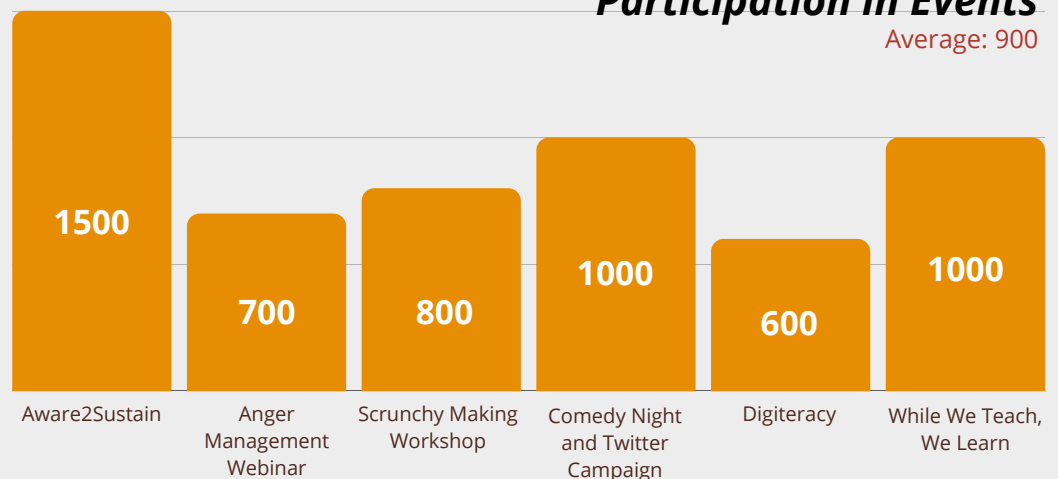 Participation in Events
Average: 900
1500
700
800
1000
600
1000
Aware2Sustain
Anger
Management
Webinar
Scrunchy Making
Workshop
Comedy Night
and Twitter
Campaign
Digiteracy
While We Teach,
We Learn